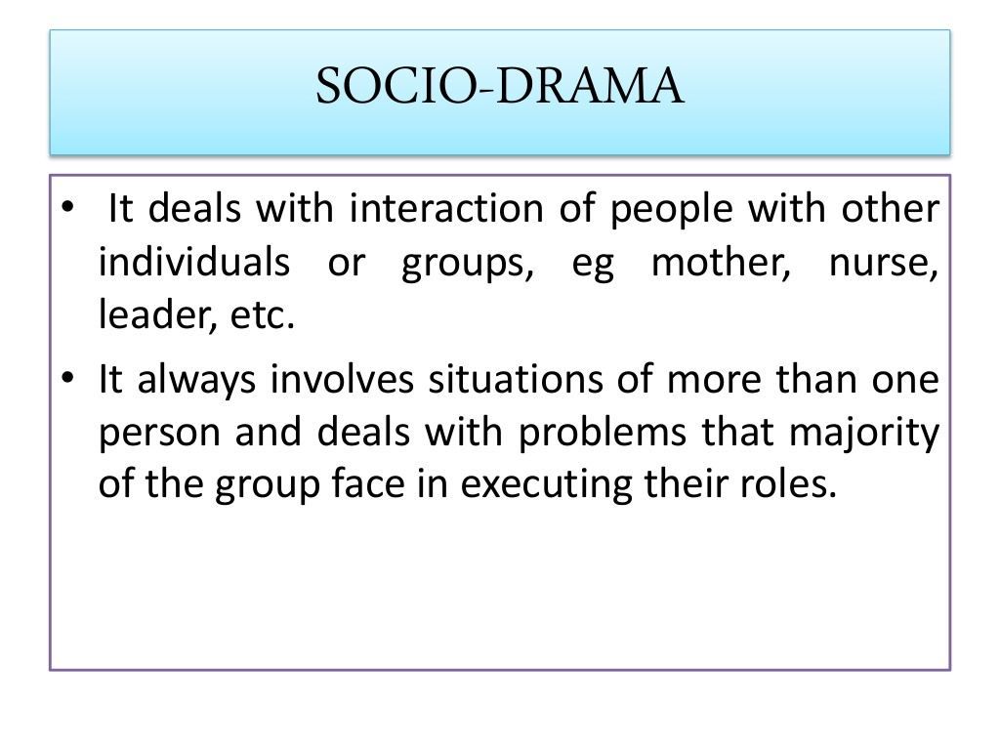 SOCIO-DRAMA
• It deals with interaction of people with other
individuals or groups, eg mother, nurse,
leader, etc.
• It always involves situations of more than one
person and deals with problems that majority
of the group face in executing their roles.